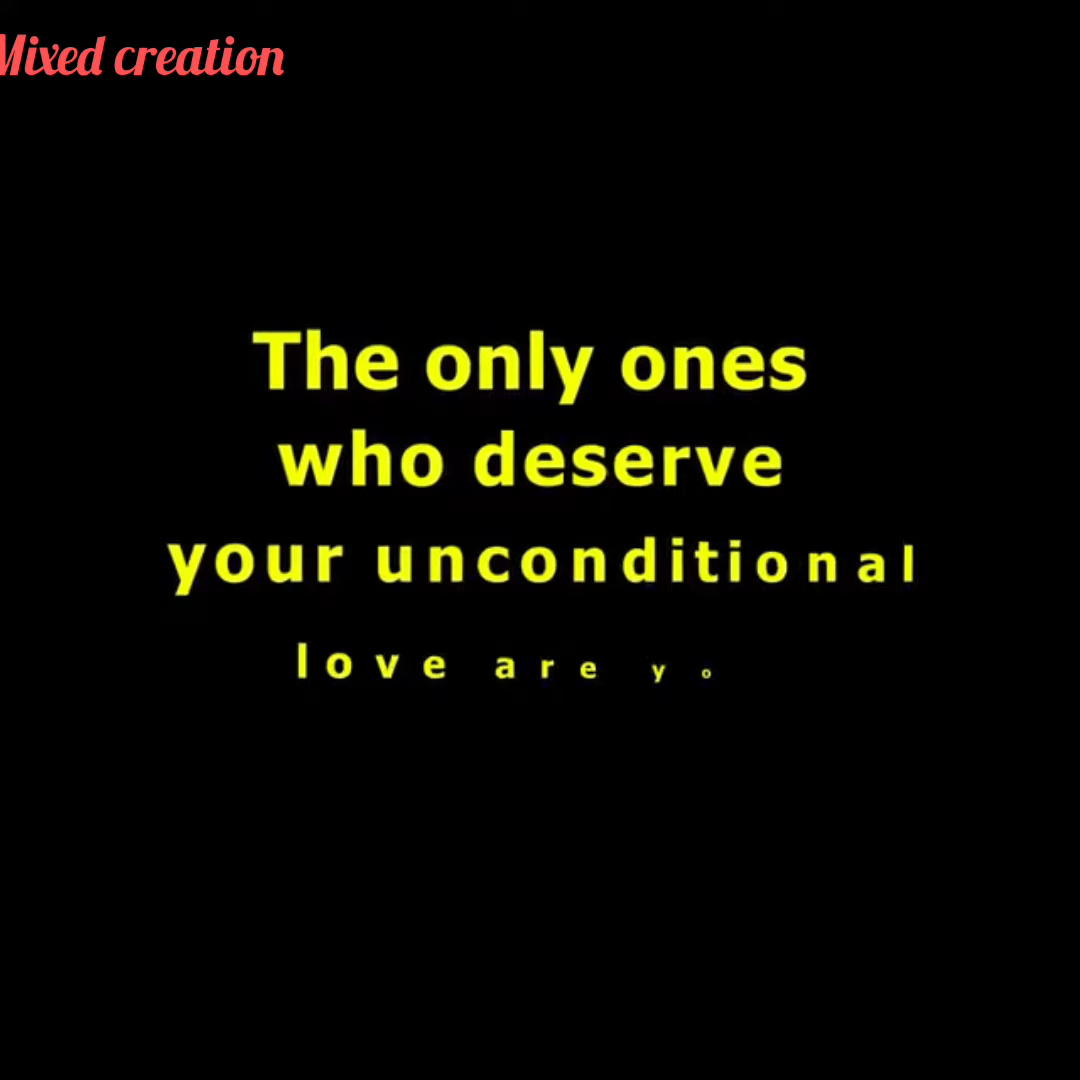 Mixed creation
The only ones
who deserve
your unconditional
love are yo